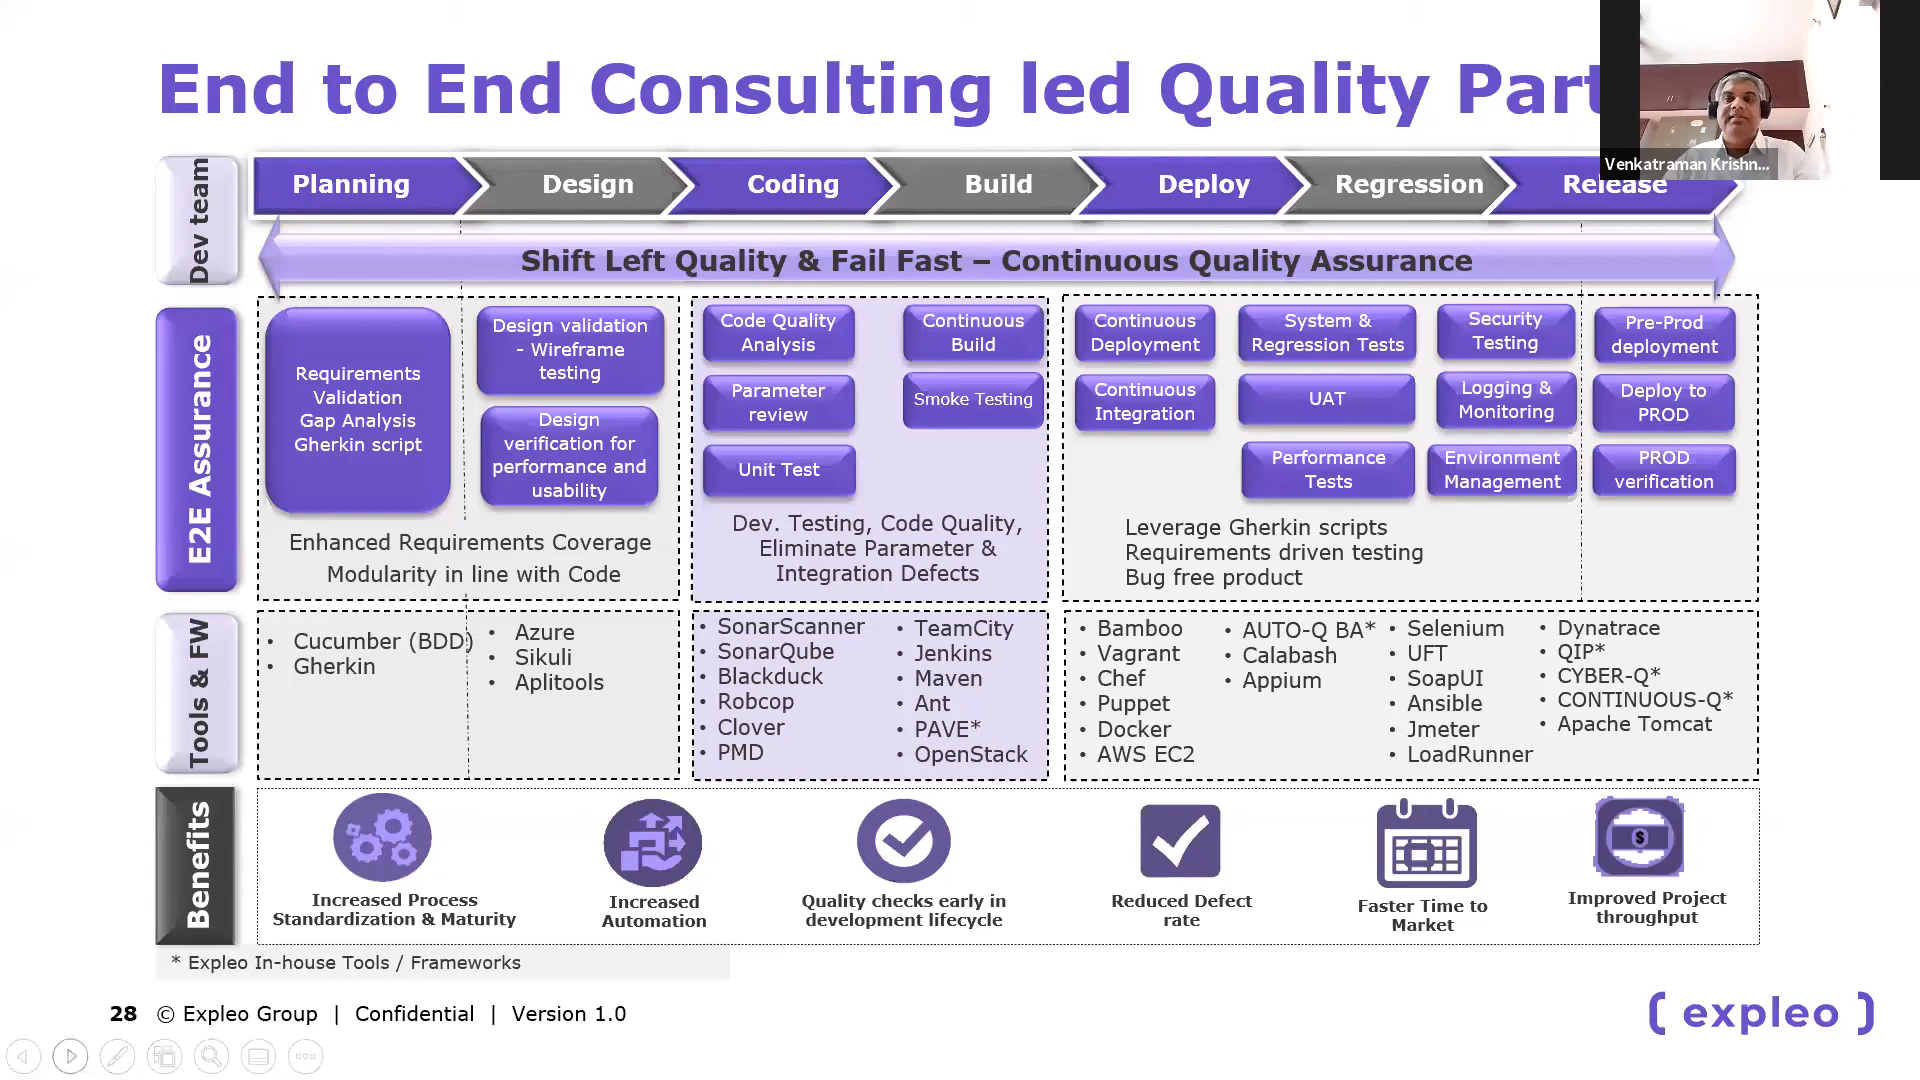 End to End Consulting led Quality Part
Venkatraman Krishn...
Dev team
Planning
Design
Coding
Build
Deploy
Regression
Release
Shift Left Quality & Fail Fast – Continuous Quality Assurance
E2E Assurance
Requirements
Validation
Gap Analysis
Gherkin script
Design validation
- Wireframe
testing
Design
verification for
performance and
usability
Enhanced Requirements Coverage
Modularity in line with Code
Code Quality
Analysis
Parameter
review
Unit Test
Continuous
Build
Smoke Testing
Dev. Testing, Code Quality,
Eliminate Parameter &
Integration Defects
Continuous
Deployment
Continuous
Integration
System &
Regression Tests
UAT
Performance
Tests
Security
Testing
Logging &
Monitoring
Environment
Management
Pre-Prod
deployment
Deploy to
PROD
PROD
verification
Leverage Gherkin scripts
Requirements driven testing
Bug free product
Tools & FW
• Cucumber (BDD)
• Gherkin
• Azure
• Sikuli
• Aplitools
• SonarScanner
• SonarQube
• Blackduck
• Robcop
• Clover
• PMD
• TeamCity
• Jenkins
• Maven
• Ant
• PAVE*
• OpenStack
• Bamboo
• Vagrant
• Chef
• Puppet
• Docker
• AWS EC2
• AUTO-Q BA*
• Calabash
• Appium
• Selenium
• UFT
• SoapUI
• Ansible
• Jmeter
• LoadRunner
• Dynatrace
• QIP*
• CYBER-Q*
• CONTINUOUS-Q*
• Apache Tomcat
Benefits
Increased Process
Standardization & Maturity
Increased
Automation
Quality checks early in
development lifecycle
Reduced Defect
rate
Faster Time to
Market
$
Improved Project
throughput
* Expleo In-house Tools / Frameworks
28 © Expleo Group | Confidential | Version 1.0
( expleo )